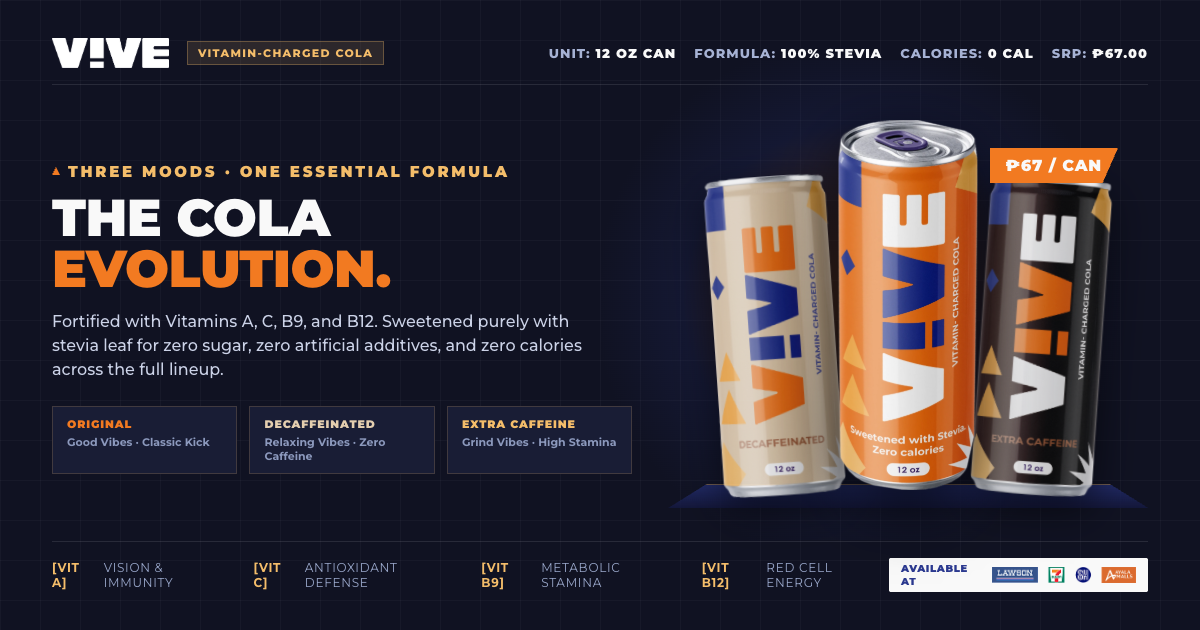 V!VE
VITAMIN-CHARGED COLA
UNIT: 12 OZ CAN
FORMULA: 100% STEVIA
CALORIES: 0 CAL
SRP: ₱67.00
THREE MOODS · ONE ESSENTIAL FORMULA
THE COLA
EVOLUTION.
Fortified with Vitamins A, C, B9, and B12. Sweetened purely with
stevia leaf for zero sugar, zero artificial additives, and zero calories
across the full lineup.
ORIGINAL
Good Vibes · Classic Kick
DECAFFEINATED
Relaxing Vibes · Zero
Caffeine
EXTRA CAFFEINE
Grind Vibes · High Stamina
₱67 / CAN
V!VE
VITAMIN- CHARGED COLA
DECAFFEINATED
12 oz
V!VE
VITAMIN- CHARGED COLA
Sweetened with Stevia
Zero calories
12 oz
V!VE
VITAMIN- CHARGED COLA
EXTRA CAFFEINE
12 oz
[VIT
A]
VISION &
IMMUNITY
[VIT
C]
ANTIOXIDANT
DEFENSE
[VIT
B9]
METABOLIC
STAMINA
[VIT
B12]
RED CELL
ENERGY
AVAILABLE
AT
LAWSON
AYALA
MALLS